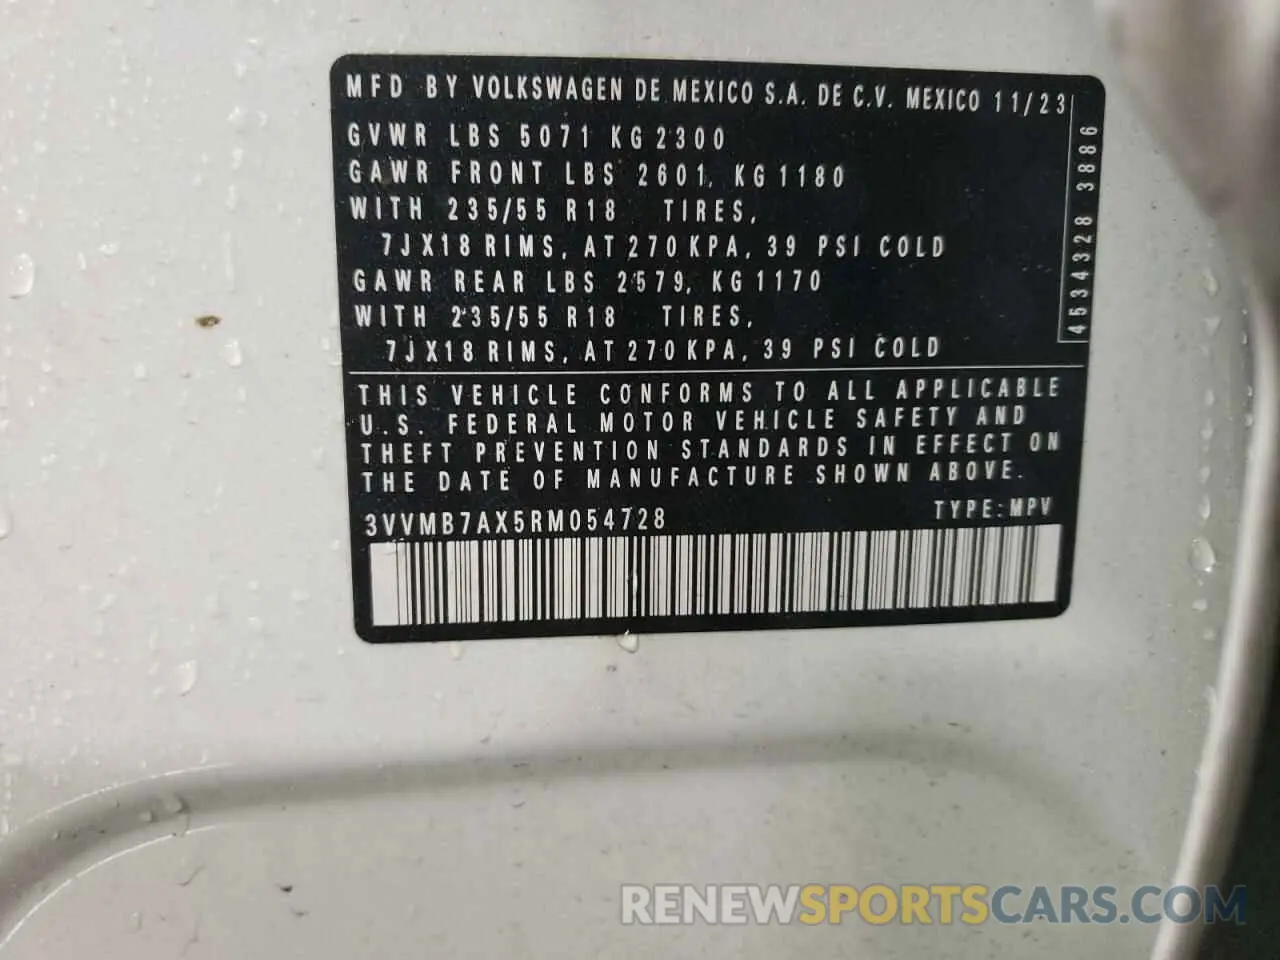 MFD BY VOLKSWAGEN DE MEXICO S.A. DE C.V. MEXICO 11/23
GVWR LBS 5071 KG 2300
GAWR FRONT LBS 2601, KG 1180
WITH 235/55 R18 TIRES,
7J X18 RIMS, AT 270 KPA, 39 PSI COLD
GAWR REAR LBS 2579, KG 1170
WITH 235/55 R18 TIRES,
7J X18 RIMS, AT 270 KPA, 39 PSI COLD
4534328 3886
THIS VEHICLE CONFORMS TO ALL APPLICABLE
U.S. FEDERAL MOTOR VEHICLE SAFETY AND
THEFT PREVENTION STANDARDS IN EFFECT ON
THE DATE OF MANUFACTURE SHOWN ABOVE.
3VVMB7AX5RM054728 TYPE: MPV
RENEWSPORTSCARS.COM